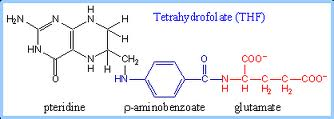 Tetrahydrofolate (THF)
H
H₂N N N H
HN N H
O H CH₂
HN
O
C N C COO⁻
H H
C C COO⁻
H₂ H₂
pteridine ρ-aminobenzoate glutamate